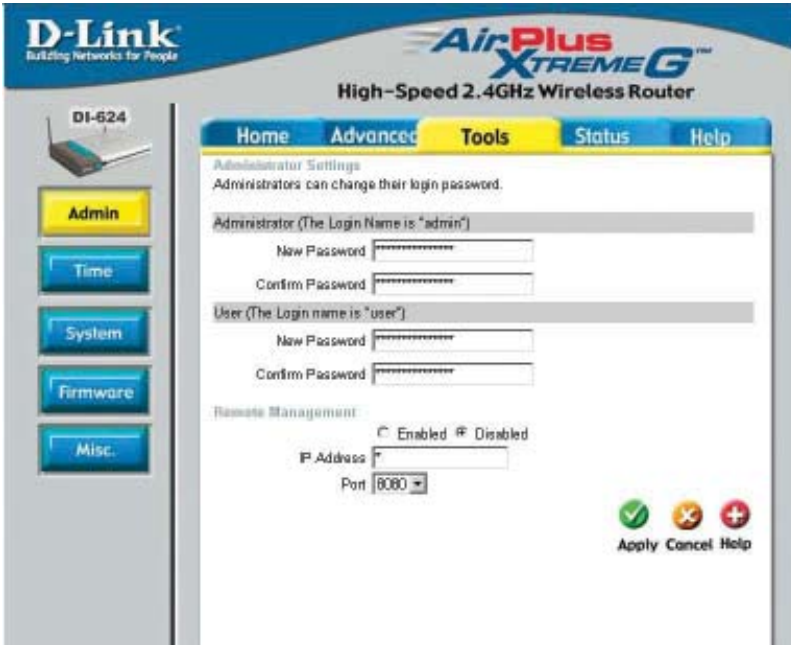 D-Link
Building Networks for People
AirPlus
XTREME G™
High-Speed 2.4GHz Wireless Router
DI-624
Home Advanced Tools Status Help
Administrator Settings
Administrators can change their login password.
Admin
Administrator (The Login Name is "admin")
New Password ***************
Time
Confirm Password ***************
User (The Login name is "user")
System
New Password ***************
Confirm Password ***************
Firmware
Remote Management
Enabled Disabled
Misc.
IP Address *
Port 8080
Apply Cancel Help